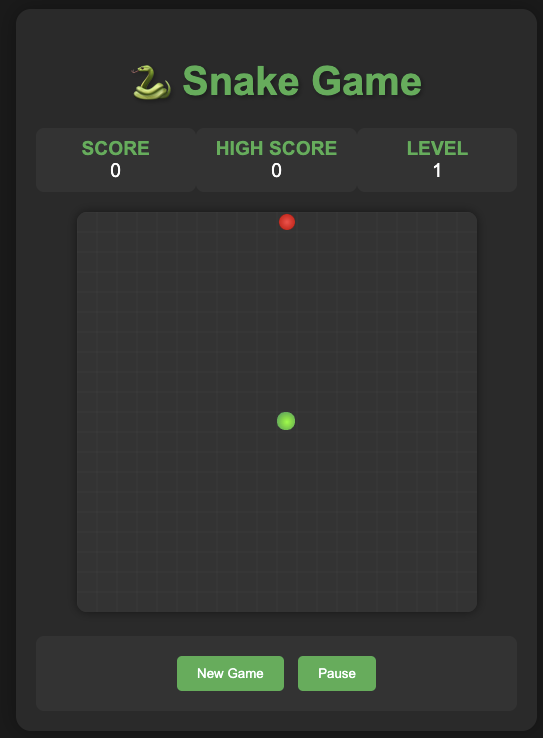 🐍 Snake Game
SCORE HIGH SCORE LEVEL
0 0 1
New Game Pause